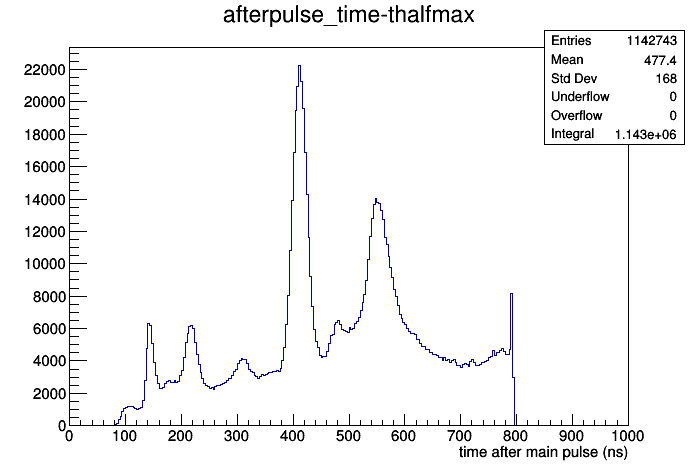 afterpulse_time-thalfmax
Entries 1142743
Mean 477.4
Std Dev 168
Underflow 0
Overflow 0
Integral 1.143e+06
22000
20000
18000
16000
14000
12000
10000
8000
6000
4000
2000
0
0 100 200 300 400 500 600 700 800 900 1000
time after main pulse (ns)